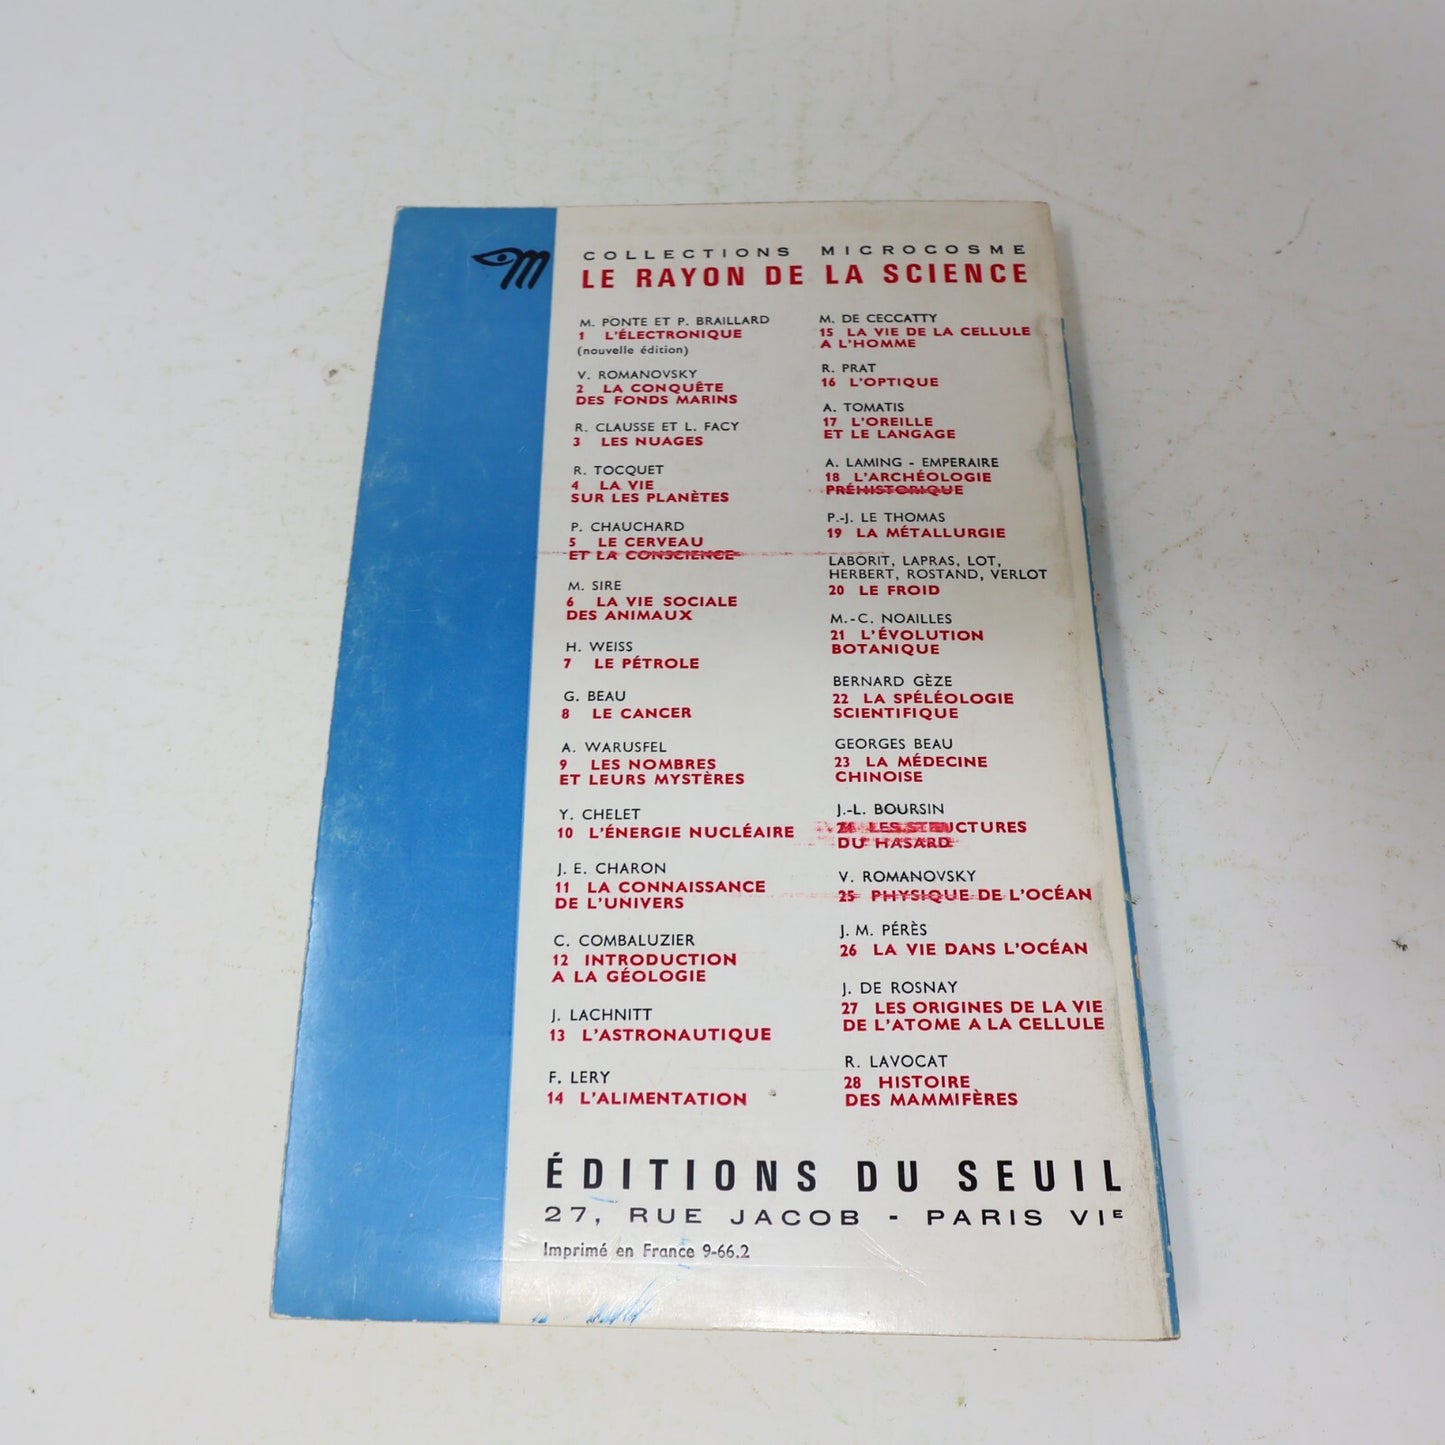 COLLECTIONS MICROCOSME
LE RAYON DE LA SCIENCE
M. PONTE ET P. BRAILLARD
1 L'ÉLECTRONIQUE
(nouvelle édition)
V. ROMANOVSKY
2 LA CONQUÊTE
DES FONDS MARINS
R. CLAUSSE ET L. FACY
3 LES NUAGES
R. TOCQUET
4 LA VIE
SUR LES PLANÈTES
P. CHAUCHARD
5 LE CERVEAU
ET LA CONSCIENCE
M. SIRE
6 LA VIE SOCIALE
DES ANIMAUX
H. WEISS
7 LE PÉTROLE
G. BEAU
8 LE CANCER
A. WARUSFEL
9 LES NOMBRES
ET LEURS MYSTÈRES
Y. CHELET
10 L'ÉNERGIE NUCLÉAIRE
J. E. CHARON
11 LA CONNAISSANCE
DE L'UNIVERS
C. COMBALUZIER
12 INTRODUCTION
A LA GÉOLOGIE
J. LACHNITT
13 L'ASTRONAUTIQUE
F. LERY
14 L'ALIMENTATION
M. DE CECCATTY
15 LA VIE DE LA CELLULE
A L'HOMME
R. PRAT
16 L'OPTIQUE
A. TOMATIS
17 L'OREILLE
ET LE LANGAGE
A. LAMING - EMPERAIRE
18 L'ARCHÉOLOGIE
PRÉHISTORIQUE
P.-J. LE THOMAS
19 LA MÉTALLURGIE
LABORIT, LAPRAS, LOT,
HERBERT, ROSTAND, VERLOT
20 LE FROID
M.-C. NOAILLES
21 L'ÉVOLUTION
BOTANIQUE
BERNARD GÈZE
22 LA SPÉLÉOLOGIE
SCIENTIFIQUE
GEORGES BEAU
23 LA MÉDECINE
CHINOISE
J.-L. BOURSIN
24 LES STRUCTURES
DU HASARD
V. ROMANOVSKY
25 PHYSIQUE DE L'OCÉAN
J. M. PÉRÈS
26 LA VIE DANS L'OCÉAN
J. DE ROSNAY
27 LES ORIGINES DE LA VIE
DE L'ATOME A LA CELLULE
R. LAVOCAT
28 HISTOIRE
DES MAMMIFÈRES
ÉDITIONS DU SEUIL
27, RUE JACOB - PARIS VIE
Imprimé en France 9-66.2